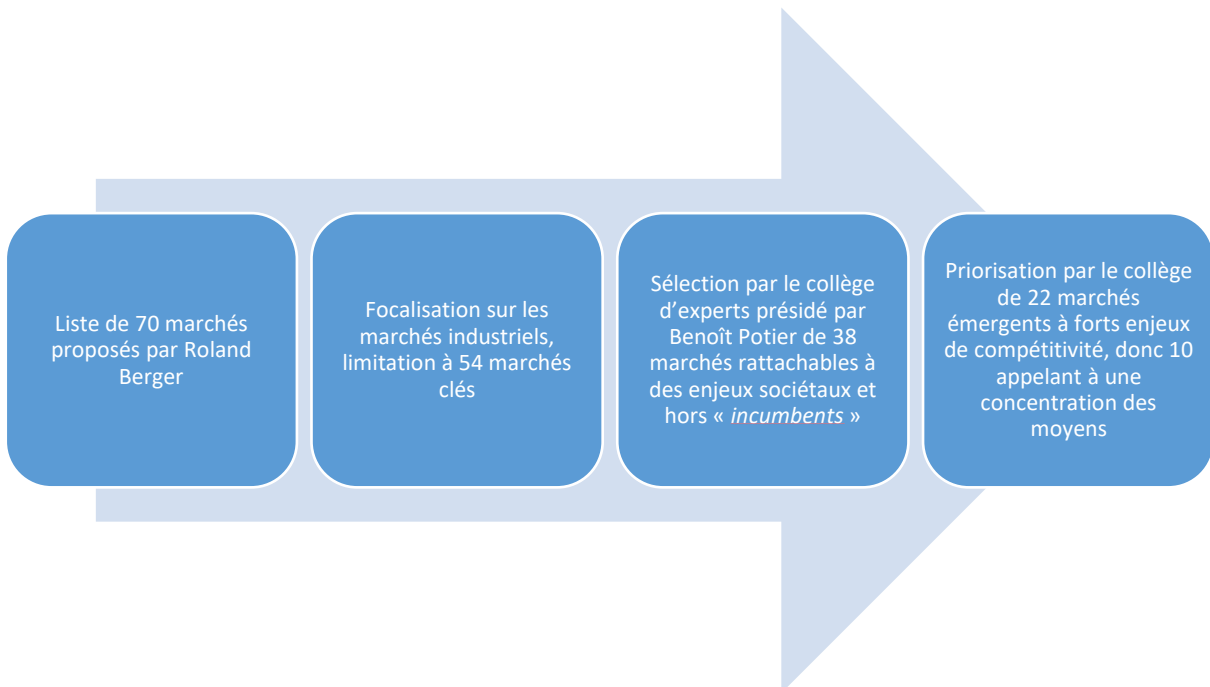 Liste de 70 marchés
proposés par Roland
Berger
Focalisation sur les
marchés industriels,
limitation à 54 marchés
clés
Sélection par le collège
d’experts présidé par
Benoît Potier de 38
marchés rattachables à
des enjeux sociétaux et
hors « incumbents »
Priorisation par le collège
de 22 marchés
émergents à forts enjeux
de compétitivité, donc 10
appelant à une
concentration des
moyens